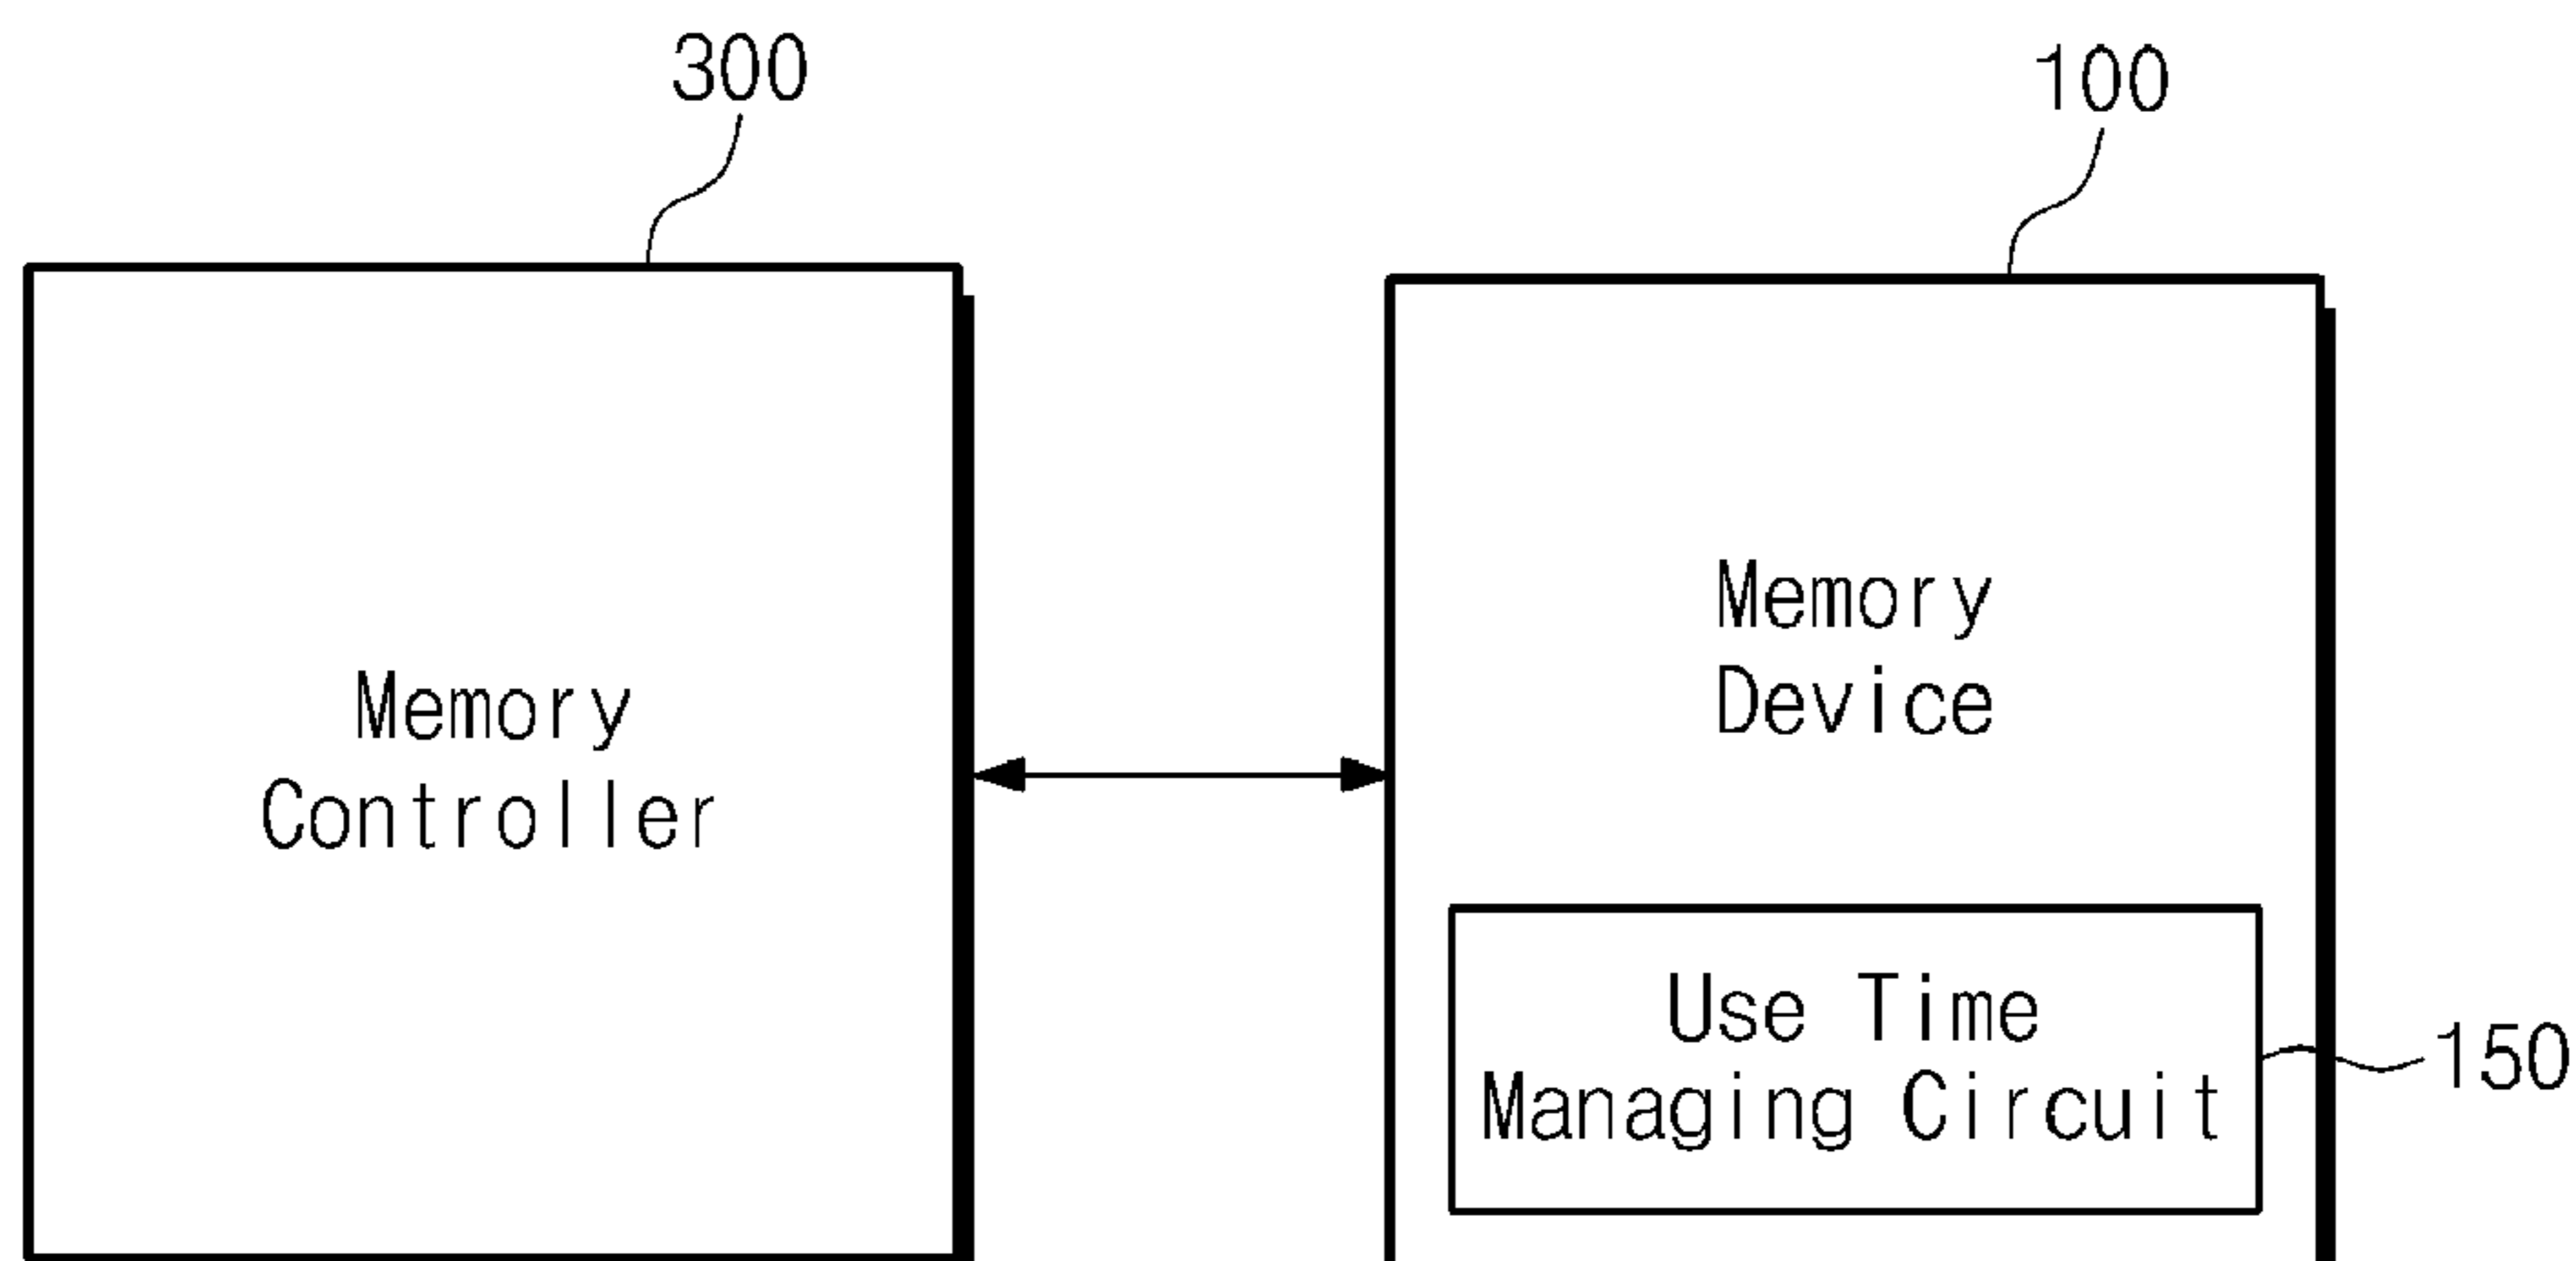 300
100
Memory
Controller
Memory
Device
Use Time
Managing Circuit
150